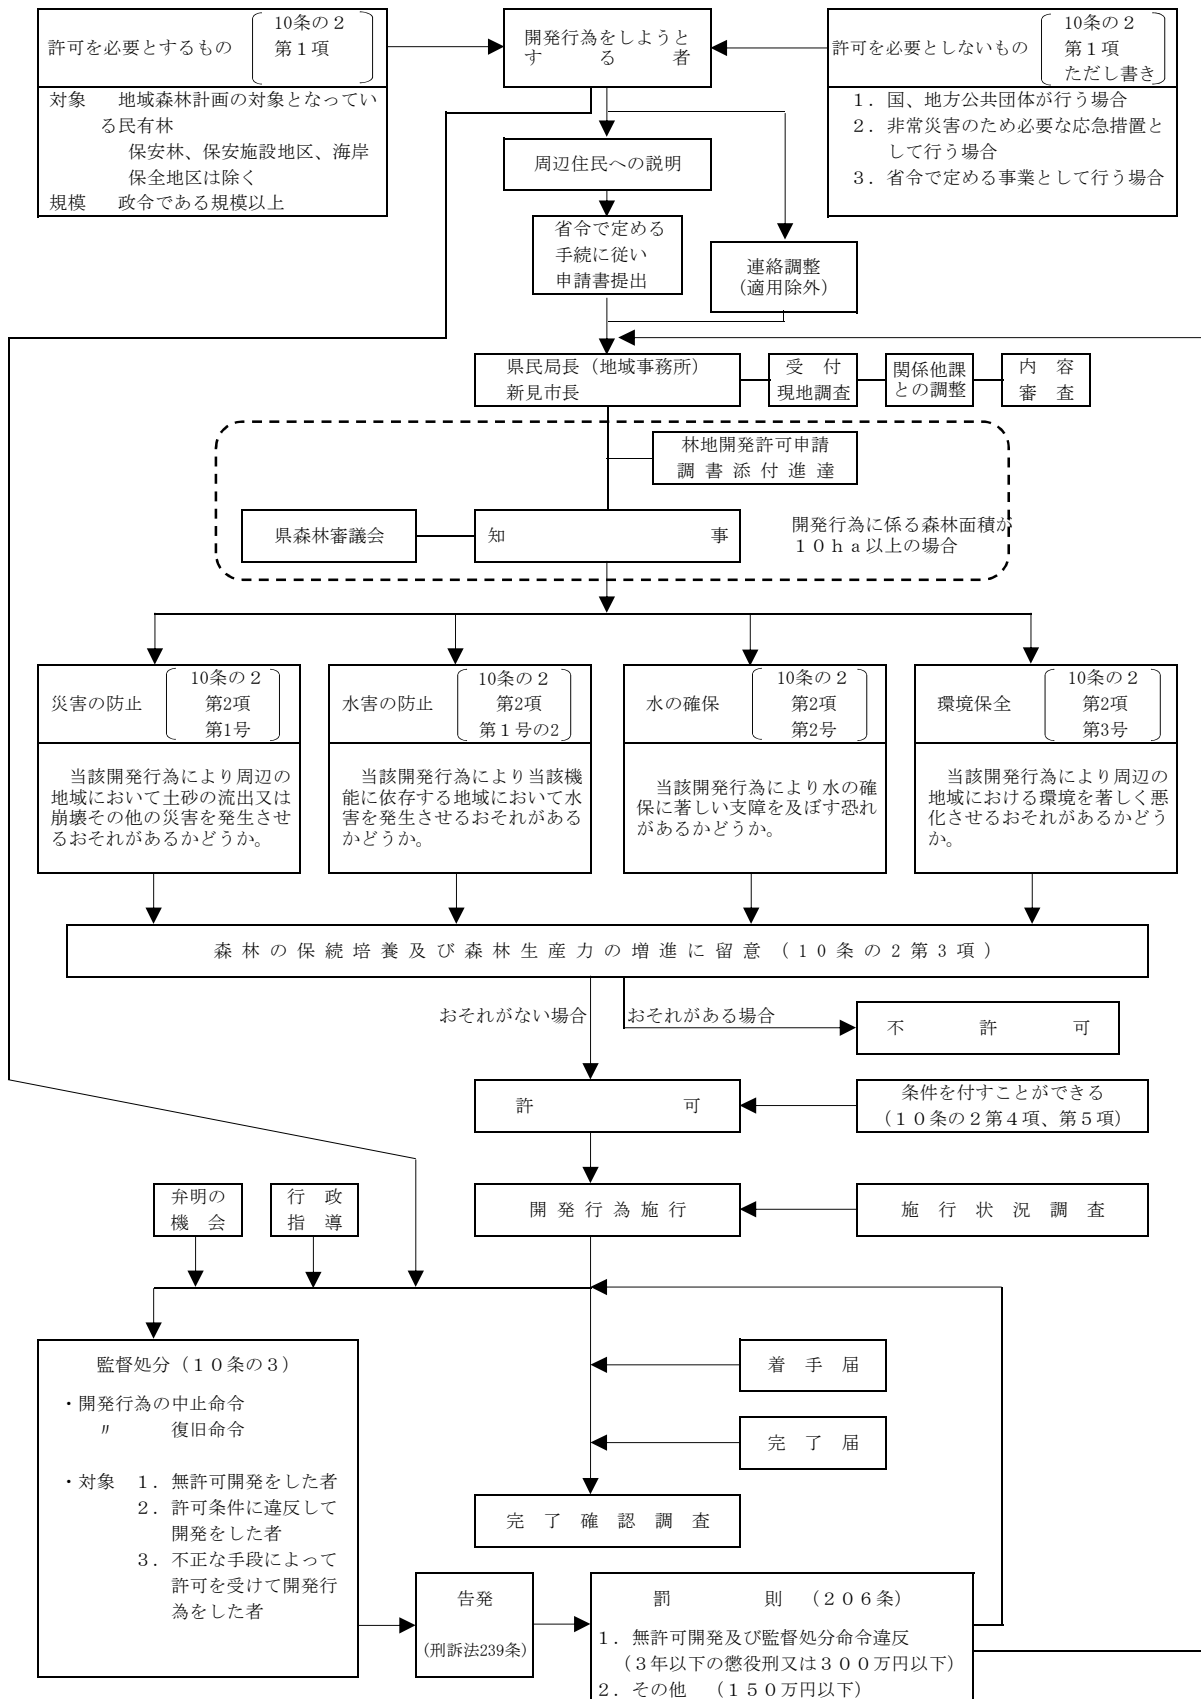 許可を必要とするもの
10条の２
第１項
対象　地域森林計画の対象となってい
る民有林
保安林、保安施設地区、海岸
保全地区は除く
規模　政令である規模以上
開発行為をしようと
す　る　者
許可を必要としないもの
10条の２
第１項
ただし書き
１．国、地方公共団体が行う場合
２．非常災害のため必要な応急措置と
して行う場合
３．省令で定める事業として行う場合
周辺住民への説明
省令で定める
手続に従い
申請書提出
連絡調整
（適用除外）
県民局長（地域事務所）
新見市長
受　付
現地調査
関係他課
との調整
内　容
審　査
林地開発許可申請
調書添付進達
県森林審議会
知　事
開発行為に係る森林面積が
１０ｈａ以上の場合
災害の防止
10条の２
第2項
第1号
当該開発行為により周辺の
地域において土砂の流出又は
崩壊その他の災害を発生させ
るおそれがあるかどうか。
水害の防止
10条の２
第2項
第１号の2
当該開発行為により当該機
能に依存する地域において水
害を発生させるおそれがある
かどうか。
水の確保
10条の２
第2項
第2号
当該開発行為により水の確
保に著しい支障を及ぼす恐れ
があるかどうか。
環境保全
10条の２
第2項
第3号
当該開発行為により周辺の
地域における環境を著しく悪
化させるおそれがあるかどう
か。
森林の保続培養及び森林生産力の増進に留意（１０条の２第３項）
おそれがない場合
おそれがある場合
不　許　可
許　可
条件を付すことができる
（１０条の２第４項、第５項）
弁明の
機　会
行　政
指　導
開発行為施行
施行状況調査
監督処分（１０条の３）
・開発行為の中止命令
〃　復旧命令
・対象　１．無許可開発をした者
２．許可条件に違反して
開発をした者
３．不正な手段によって
許可を受けて開発行
為をした者
着　手　届
完　了　届
完了確認調査
告発
(刑訴法239条)
罰　則　（２０６条）
１．無許可開発及び監督処分命令違反
（３年以下の懲役刑又は３００万円以下）
２．その他　（１５０万円以下）